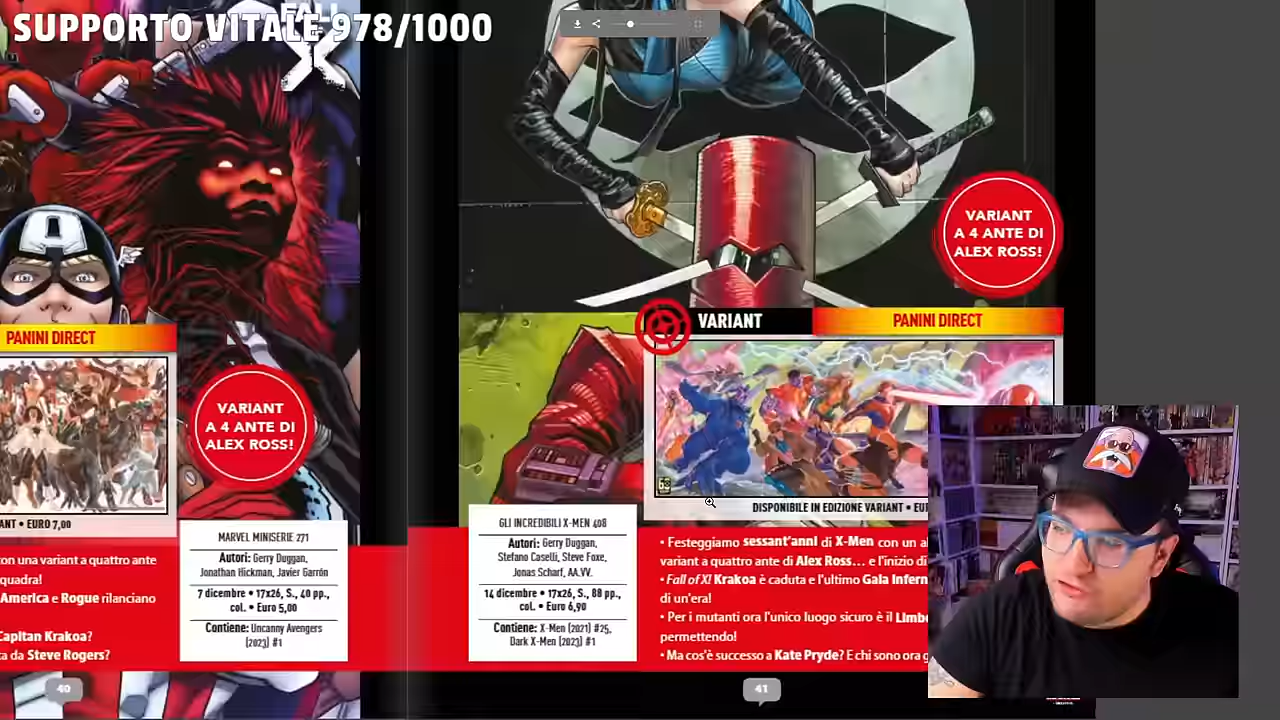 SUPPORTO VITALE 978/1000
FALL
X
VARIANT
A 4 ANTE DI
ALEX ROSS!
PANINI DIRECT
VARIANT
A 4 ANTE DI
ALEX ROSS!
ANT • EURO 7,00
MARVEL MINISERIE 271
Autori: Gerry Duggan,
Jonathan Hickman, Javier Garrón
7 dicembre • 17x26, S., 40 pp.,
col. • Euro 5,00
Contiene: Uncanny Avengers
(2023) #1
con una variant a quattro ante
squadra!
America e Rogue rilanciano
Capitan Krakoa?
ta da Steve Rogers?
40
VARIANT
PANINI DIRECT
DISPONIBILE IN EDIZIONE VARIANT • EU
GLI INCREDIBILI X-MEN 408
Autori: Gerry Duggan,
Stefano Caselli, Steve Foxe,
Jonas Scharf, AA.VV.
14 dicembre • 17x26, S., 88 pp.,
col. • Euro 6,90
Contiene: X-Men (2021) #25,
Dark X-Men (2023) #1
• Festeggiamo sessant'anni di X-Men con un a
variant a quattro ante di Alex Ross... e l'inizio di
• Fall of X! Krakoa è caduta e l'ultimo Gala Infern
di un'era!
• Per i mutanti ora l'unico luogo sicuro è il Limb
permettendo!
• Ma cos'è successo a Kate Pryde? E chi sono ora g
41